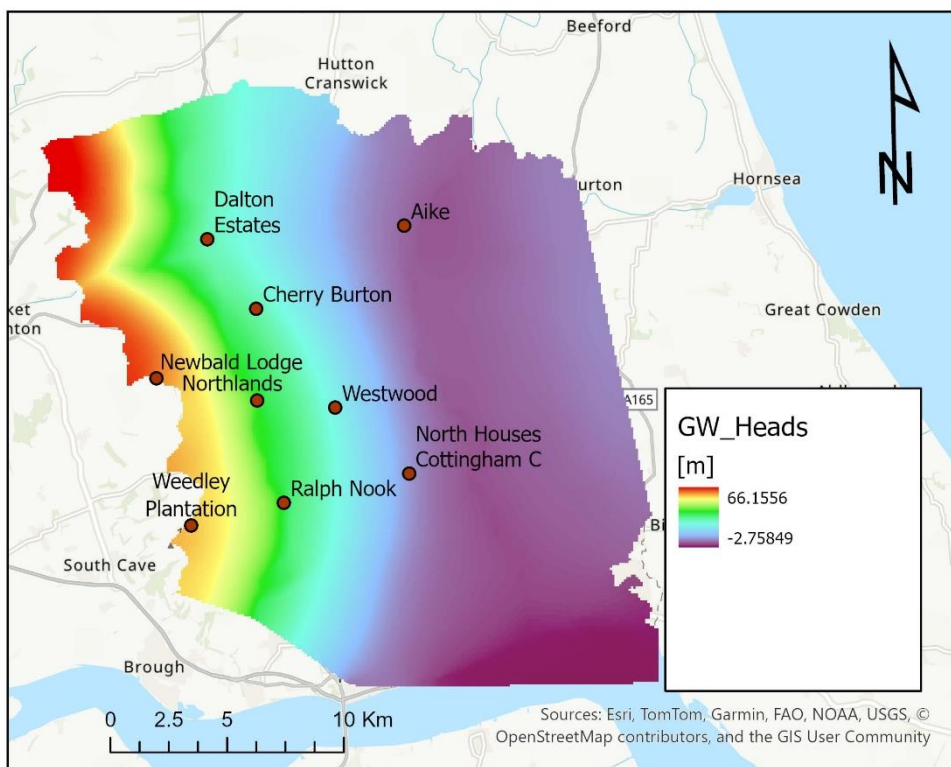 Beeford
Hutton
Cranswick
N
urton
Hornsea
Dalton
Estates
Aike
Cherry Burton
Great Cowden
ket
nton
Newbald Lodge
Northlands
Westwood
A165
GW_Heads
[m]
66.1556
-2.75849
North Houses
Cottingham C
Weedley
Plantation
Ralph Nook
Bi
South Cave
Brough
0 2.5 5 10 Km
Sources: Esri, TomTom, Garmin, FAO, NOAA, USGS, ©
OpenStreetMap contributors, and the GIS User Community